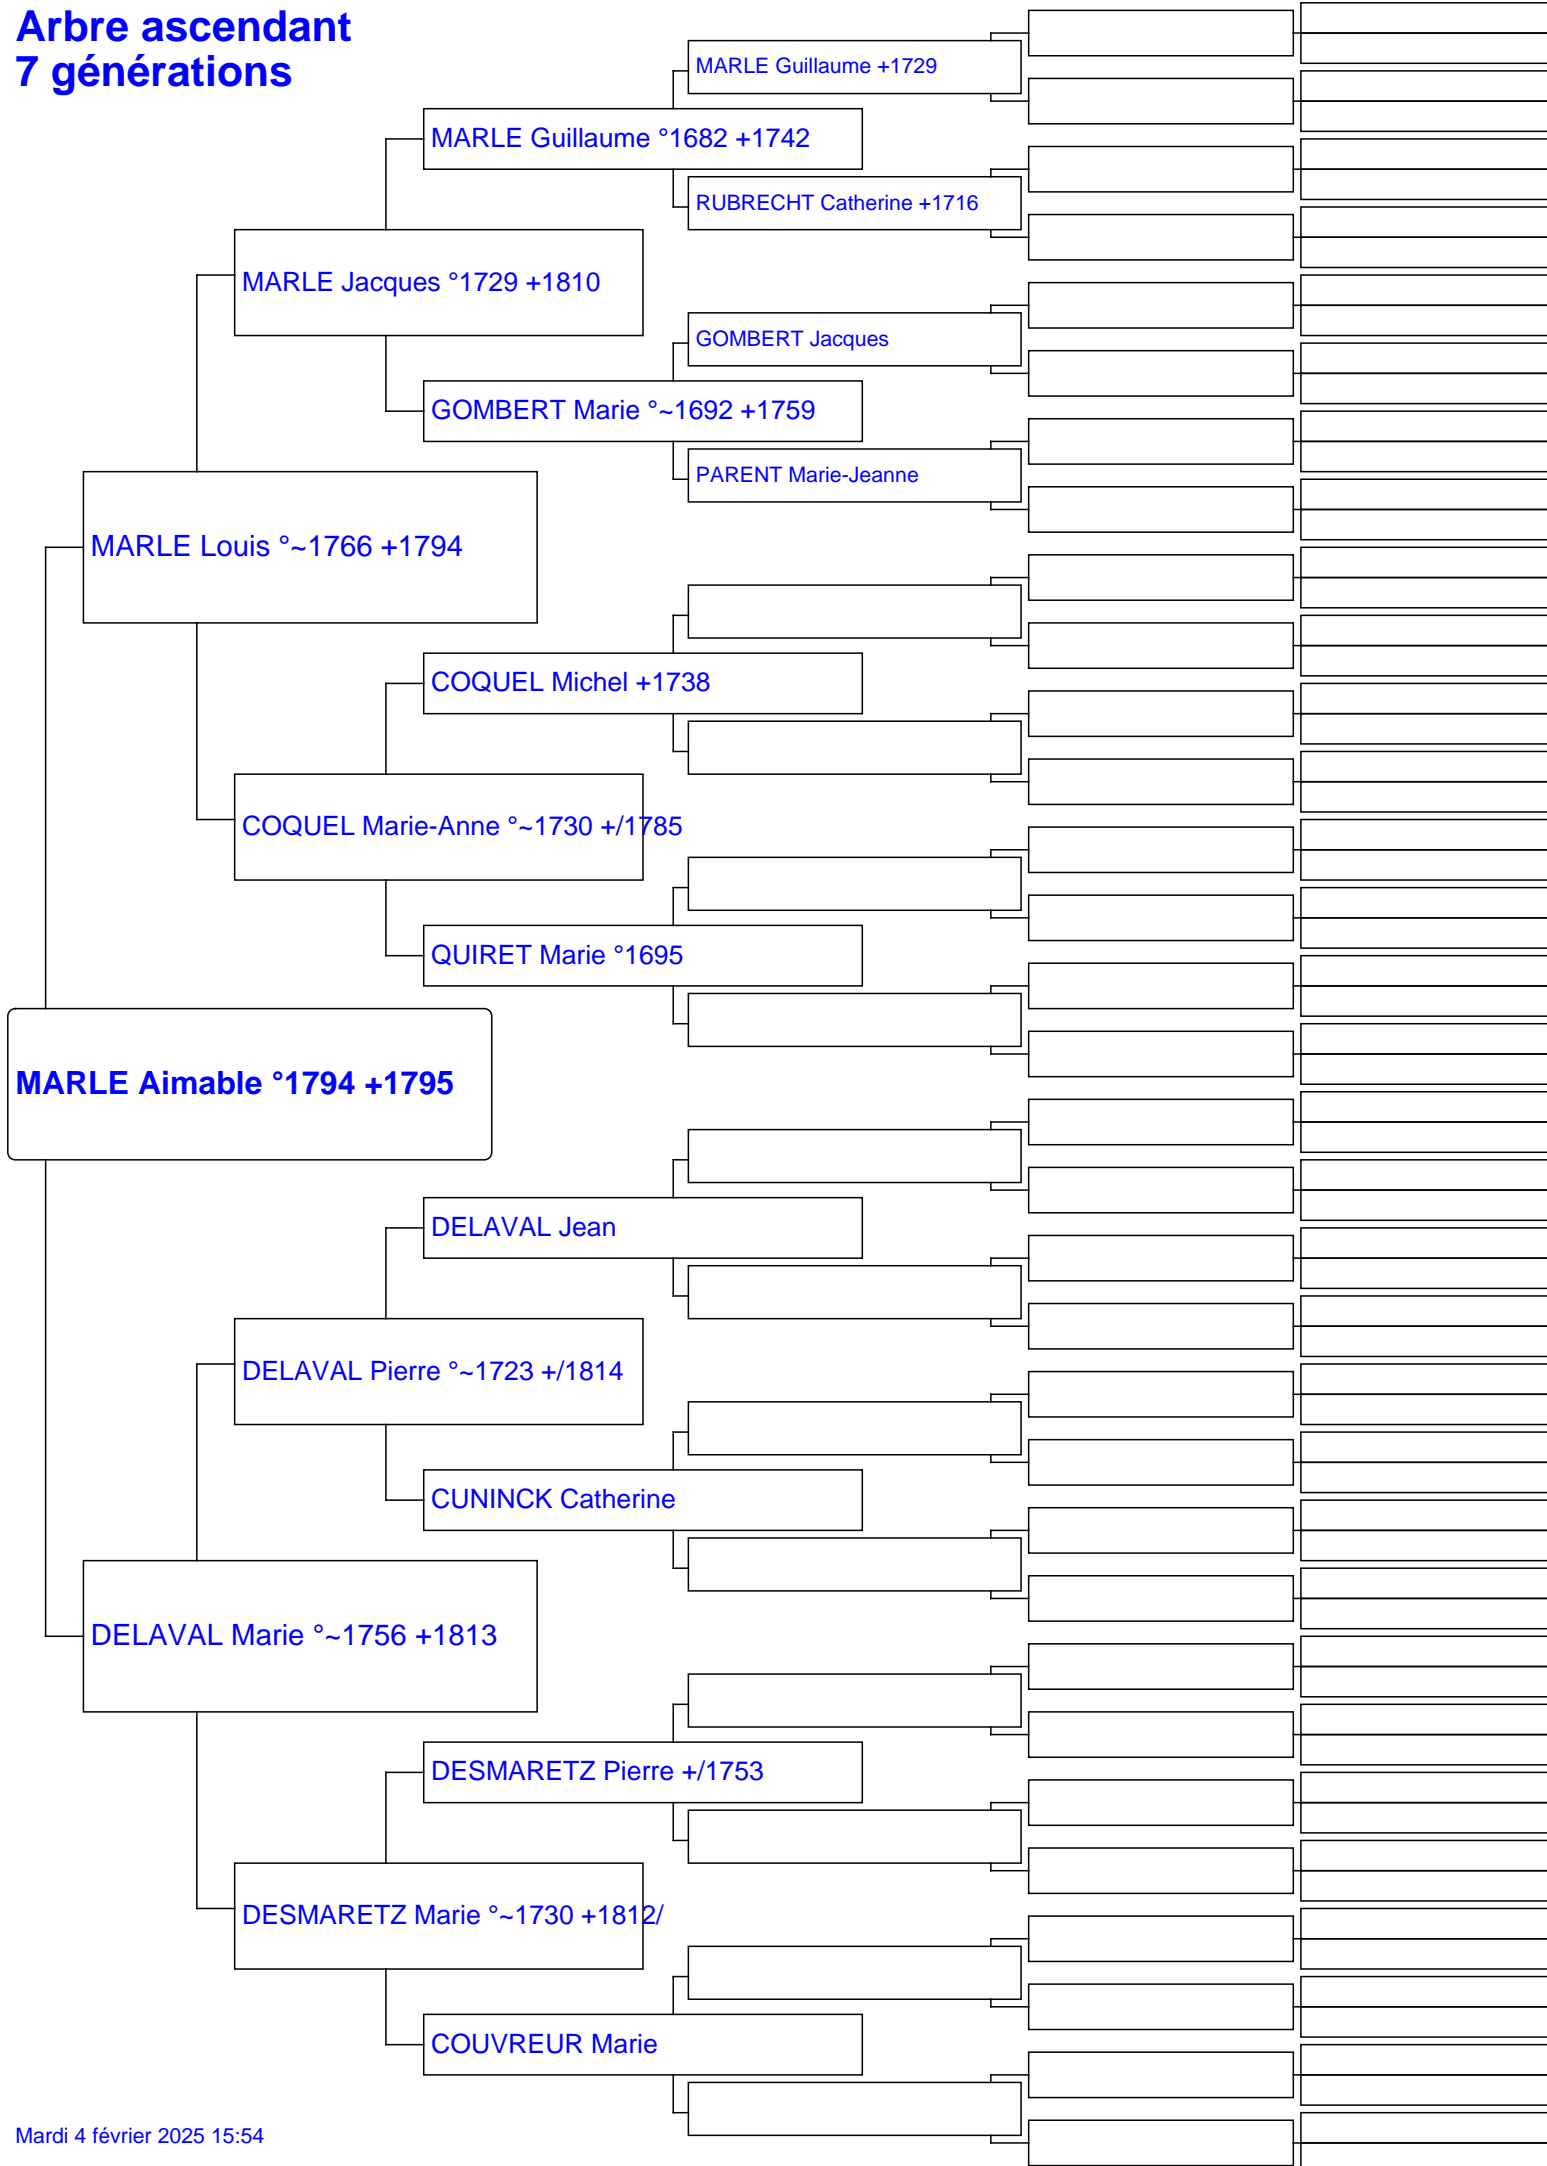 Arbre ascendant
7 générations
MARLE Guillaume +1729
MARLE Guillaume °1682 +1742
RUBRECHT Catherine +1716
MARLE Jacques °1729 +1810
GOMBERT Jacques
GOMBERT Marie °~1692 +1759
PARENT Marie-Jeanne
MARLE Louis °~1766 +1794
COQUEL Michel +1738
COQUEL Marie-Anne °~1730 +/1785
QUIRET Marie °1695
MARLE Aimable °1794 +1795
DELAVAL Jean
DELAVAL Pierre °~1723 +/1814
CUNINCK Catherine
DELAVAL Marie °~1756 +1813
DESMARETZ Pierre +/1753
DESMARETZ Marie °~1730 +1812/
COUVREUR Marie
Mardi 4 février 2025 15:54